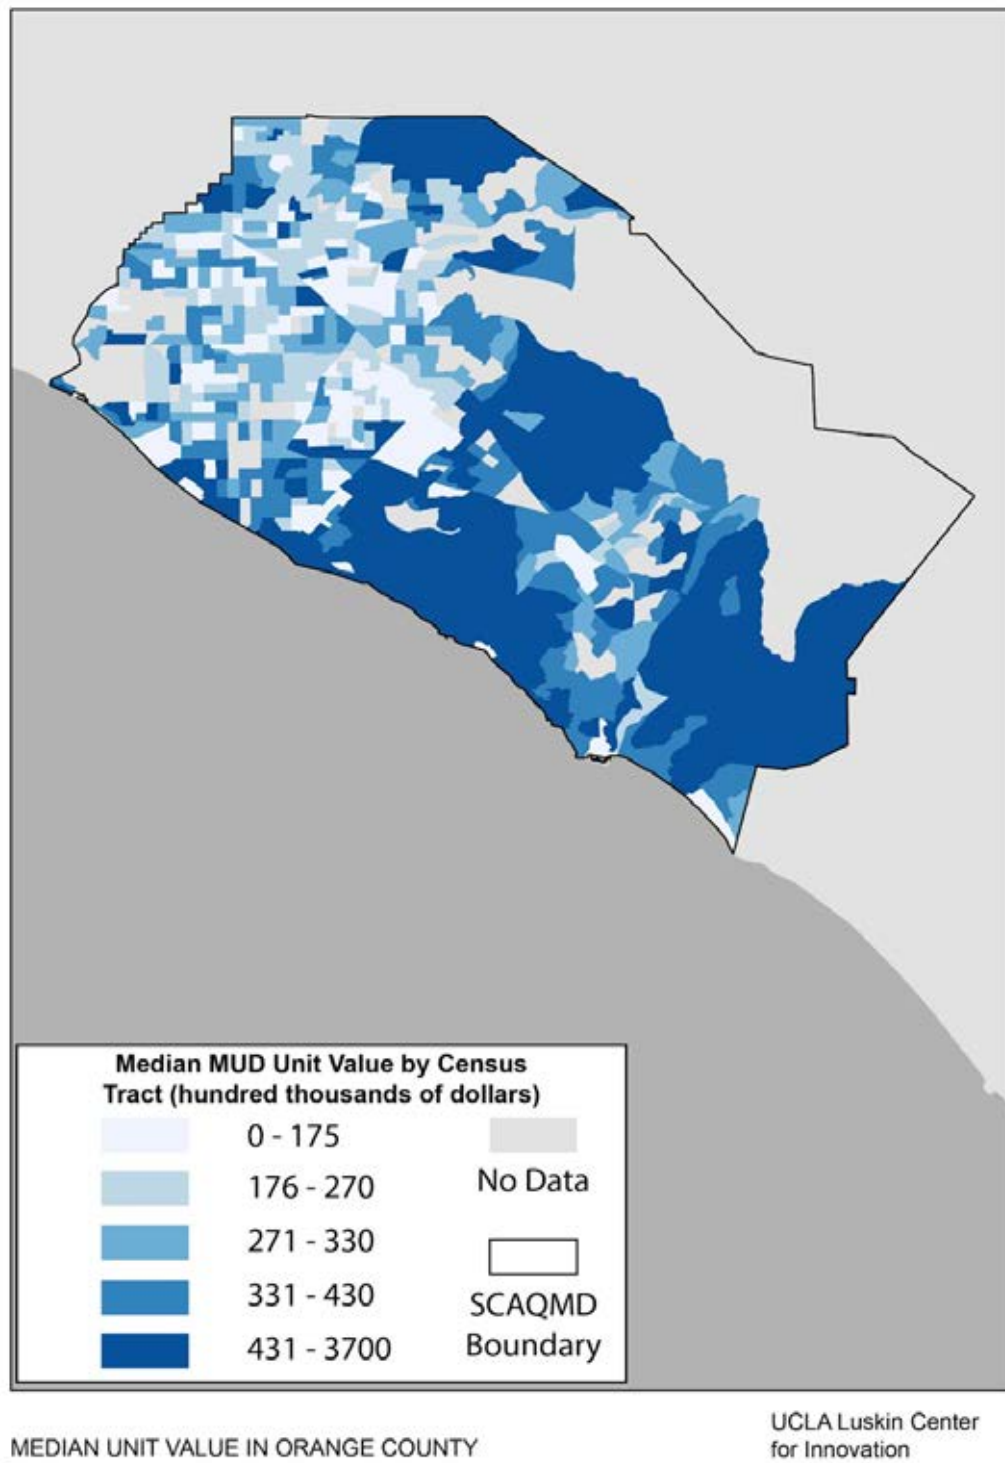 Median MUD Unit Value by Census
Tract (hundred thousands of dollars)
0 - 175
176 - 270
271 - 330
331 - 430
431 - 3700
No Data
SCAQMD
Boundary
MEDIAN UNIT VALUE IN ORANGE COUNTY
UCLA Luskin Center
for Innovation